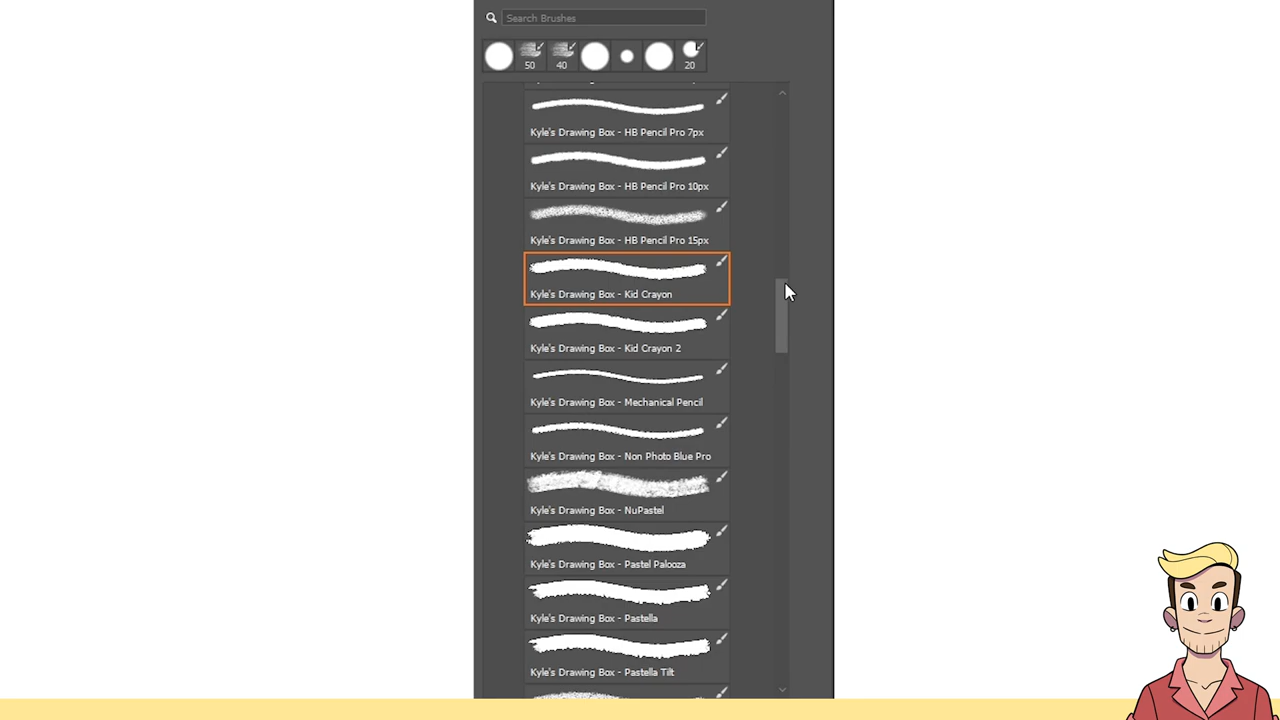 Search Brushes
50 40 20
Kyle's Drawing Box - HB Pencil Pro 7px
Kyle's Drawing Box - HB Pencil Pro 10px
Kyle's Drawing Box - HB Pencil Pro 15px
Kyle's Drawing Box - Kid Crayon
Kyle's Drawing Box - Kid Crayon 2
Kyle's Drawing Box - Mechanical Pencil
Kyle's Drawing Box - Non Photo Blue Pro
Kyle's Drawing Box - NuPastel
Kyle's Drawing Box - Pastel Palooza
Kyle's Drawing Box - Pastella
Kyle's Drawing Box - Pastella Tilt